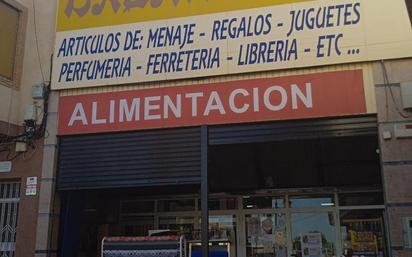 ARTICULOS DE: MENAJE - REGALOS - JUGUETES
PERFUMERIA - FERRETERIA - LIBRERIA - ETC ...
ALIMENTACION